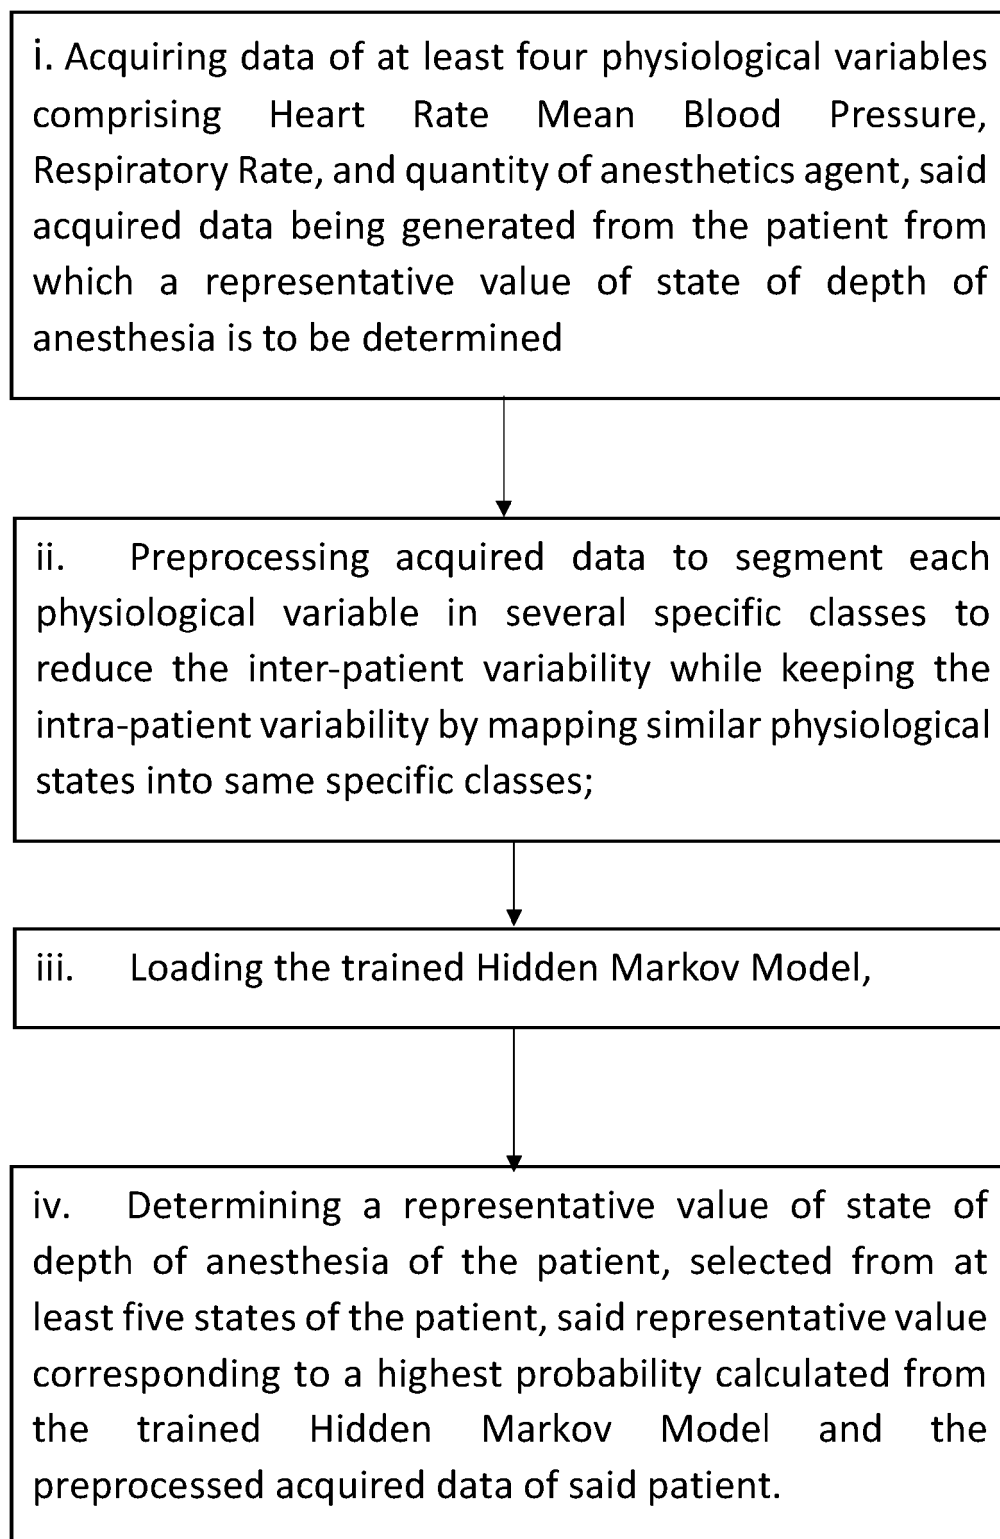 i. Acquiring data of at least four physiological variables
comprising Heart Rate Mean Blood Pressure,
Respiratory Rate, and quantity of anesthetics agent, said
acquired data being generated from the patient from
which a representative value of state of depth of
anesthesia is to be determined
ii. Preprocessing acquired data to segment each
physiological variable in several specific classes to
reduce the inter-patient variability while keeping the
intra-patient variability by mapping similar physiological
states into same specific classes;
iii. Loading the trained Hidden Markov Model,
iv. Determining a representative value of state of
depth of anesthesia of the patient, selected from at
least five states of the patient, said representative value
corresponding to a highest probability calculated from
the trained Hidden Markov Model and the
preprocessed acquired data of said patient.